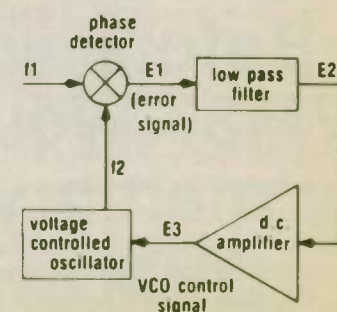 phase
detector
f1
E1
(error
signal)
low pass
filter
E2
f2
voltage
controlled
oscillator
E3
VCO control
signal
d c
amplifier